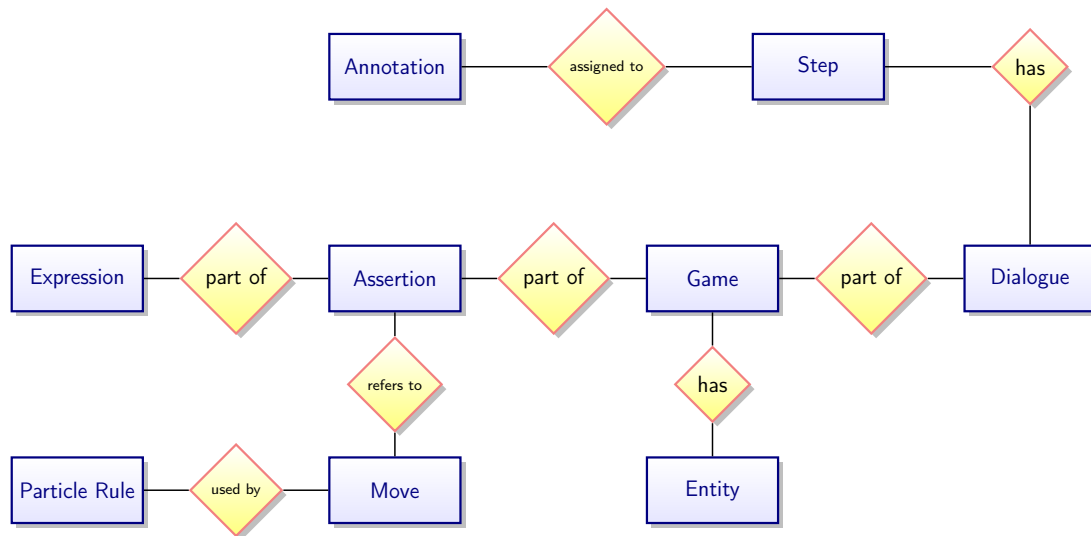 Annotation
assigned to
Step
has
Expression
part of
Assertion
part of
Game
part of
Dialogue
refers to
has
Particle Rule
used by
Move
Entity